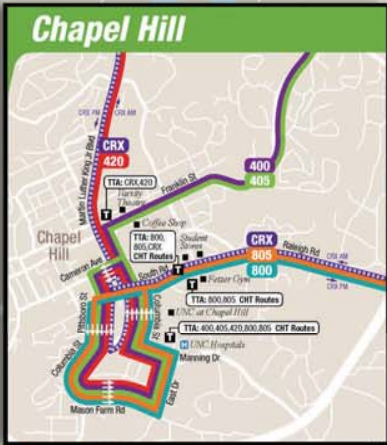 Chapel Hill
CRX PM
CRX AM
Martin Luther King Jr Blvd
CRX
420
400
405
TTA: CRX,420
Franklin St
Varsity
Theatre
Coffee Shop
Chapel
Hill
TTA: 800,
805,CRX
CHT Routes
Student
Stores
CRX
805
800
Raleigh Rd
CRX AM
CRX PM
Cameron Ave
South Rd
Fetzer Gym
TTA: 800,805 CHT Routes
Pittsboro St
Columbia St
UNC at Chapel Hill
TTA: 400,405,420,800,805 CHT Routes
H UNC Hospitals
Manning Dr
Columbia St
East Dr
Mason Farm Rd
T
T
T
T